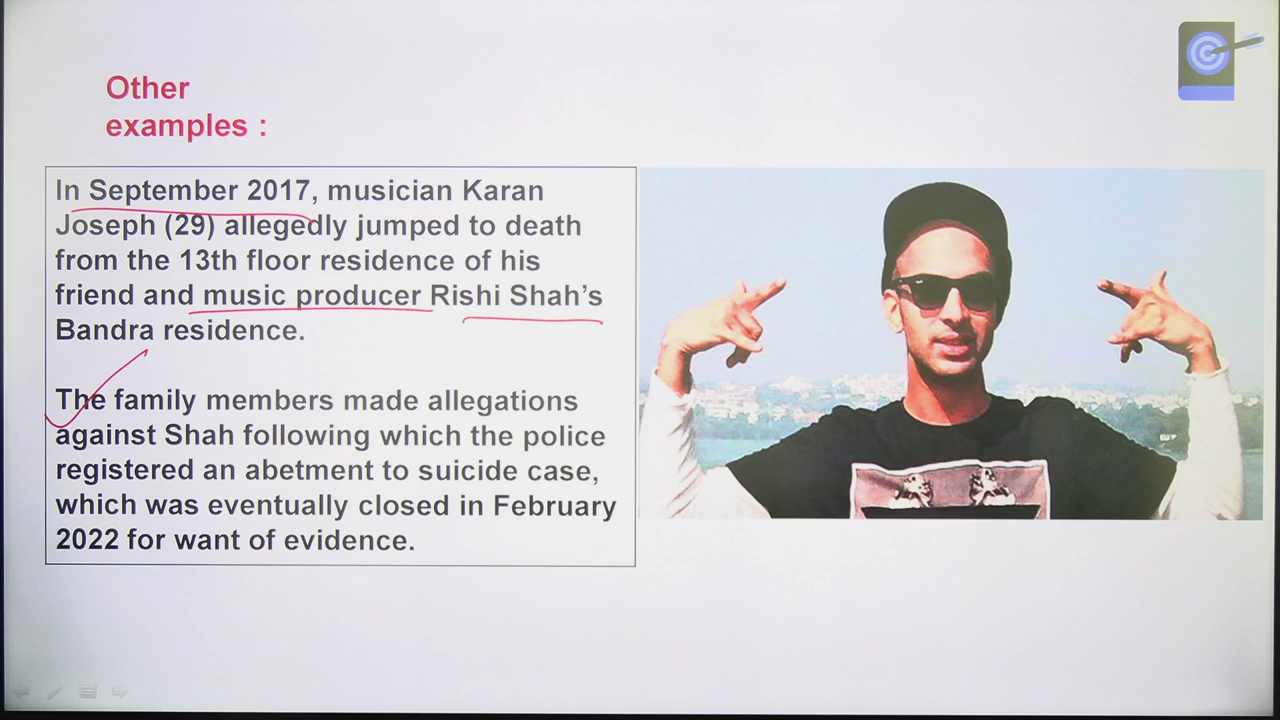 Other
examples :
In September 2017, musician Karan
Joseph (29) allegedly jumped to death
from the 13th floor residence of his
friend and music producer Rishi Shah’s
Bandra residence.
The family members made allegations
against Shah following which the police
registered an abetment to suicide case,
which was eventually closed in February
2022 for want of evidence.